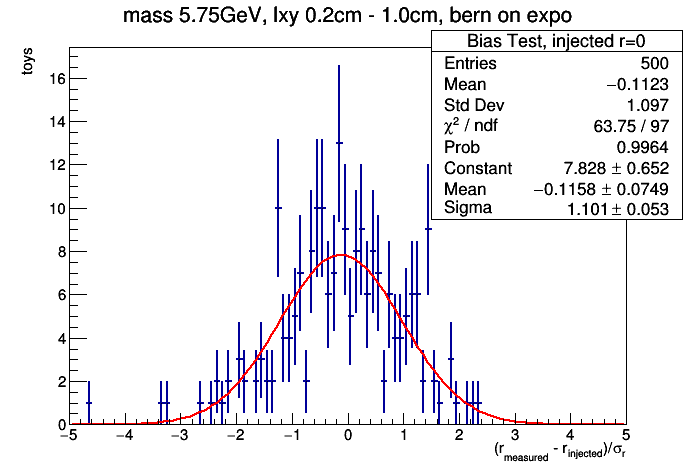 mass 5.75GeV, lxy 0.2cm - 1.0cm, bern on expo
Bias Test, injected r=0
Entries 500
Mean −0.1123
Std Dev 1.097
χ² / ndf 63.75 / 97
Prob 0.9964
Constant 7.828 ± 0.652
Mean −0.1158 ± 0.0749
Sigma 1.101 ± 0.053
toys
16
14
12
10
8
6
4
2
0
−5 −4 −3 −2 −1 0 1 2 3 4 5
(r_measured - r_injected)/σ_r